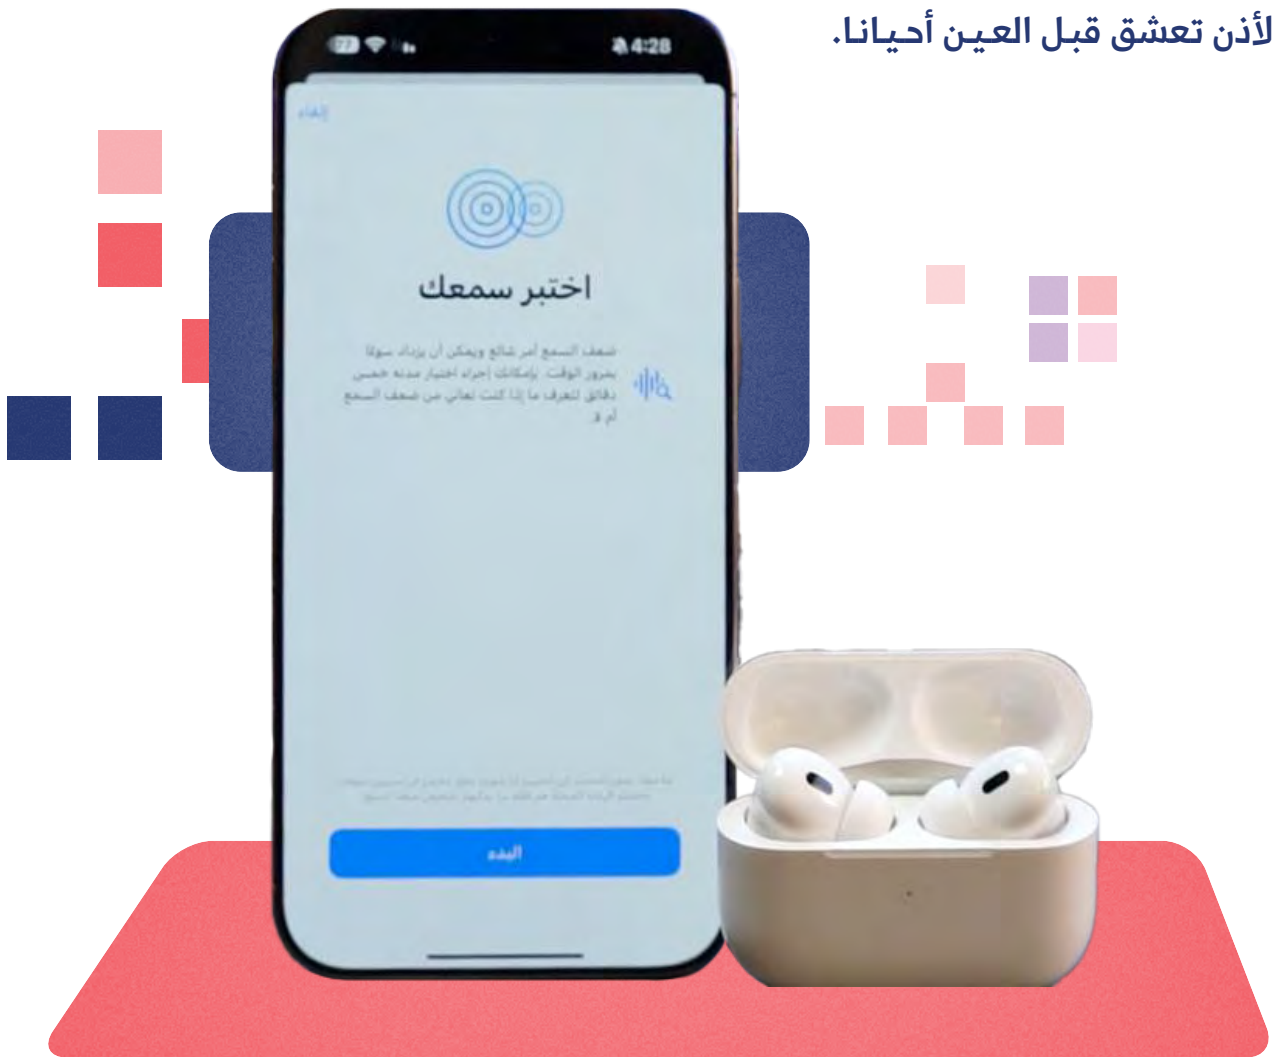 لأذن تعشق قبل العين أحيانا.
77
4:28
إلغاء
اختبر سمعك
ضعف السمع أمر شائع ويمكن أن يزداد سوءًا
بمرور الوقت. بإمكانك إجراء اختبار مدته خمس
دقائق لتعرف ما إذا كنت تعاني من ضعف السمع
أم لا.
البدء